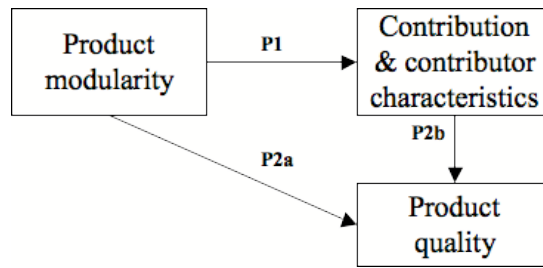 Product
modularity
P1
Contribution
& contributor
characteristics
P2a
P2b
Product
quality